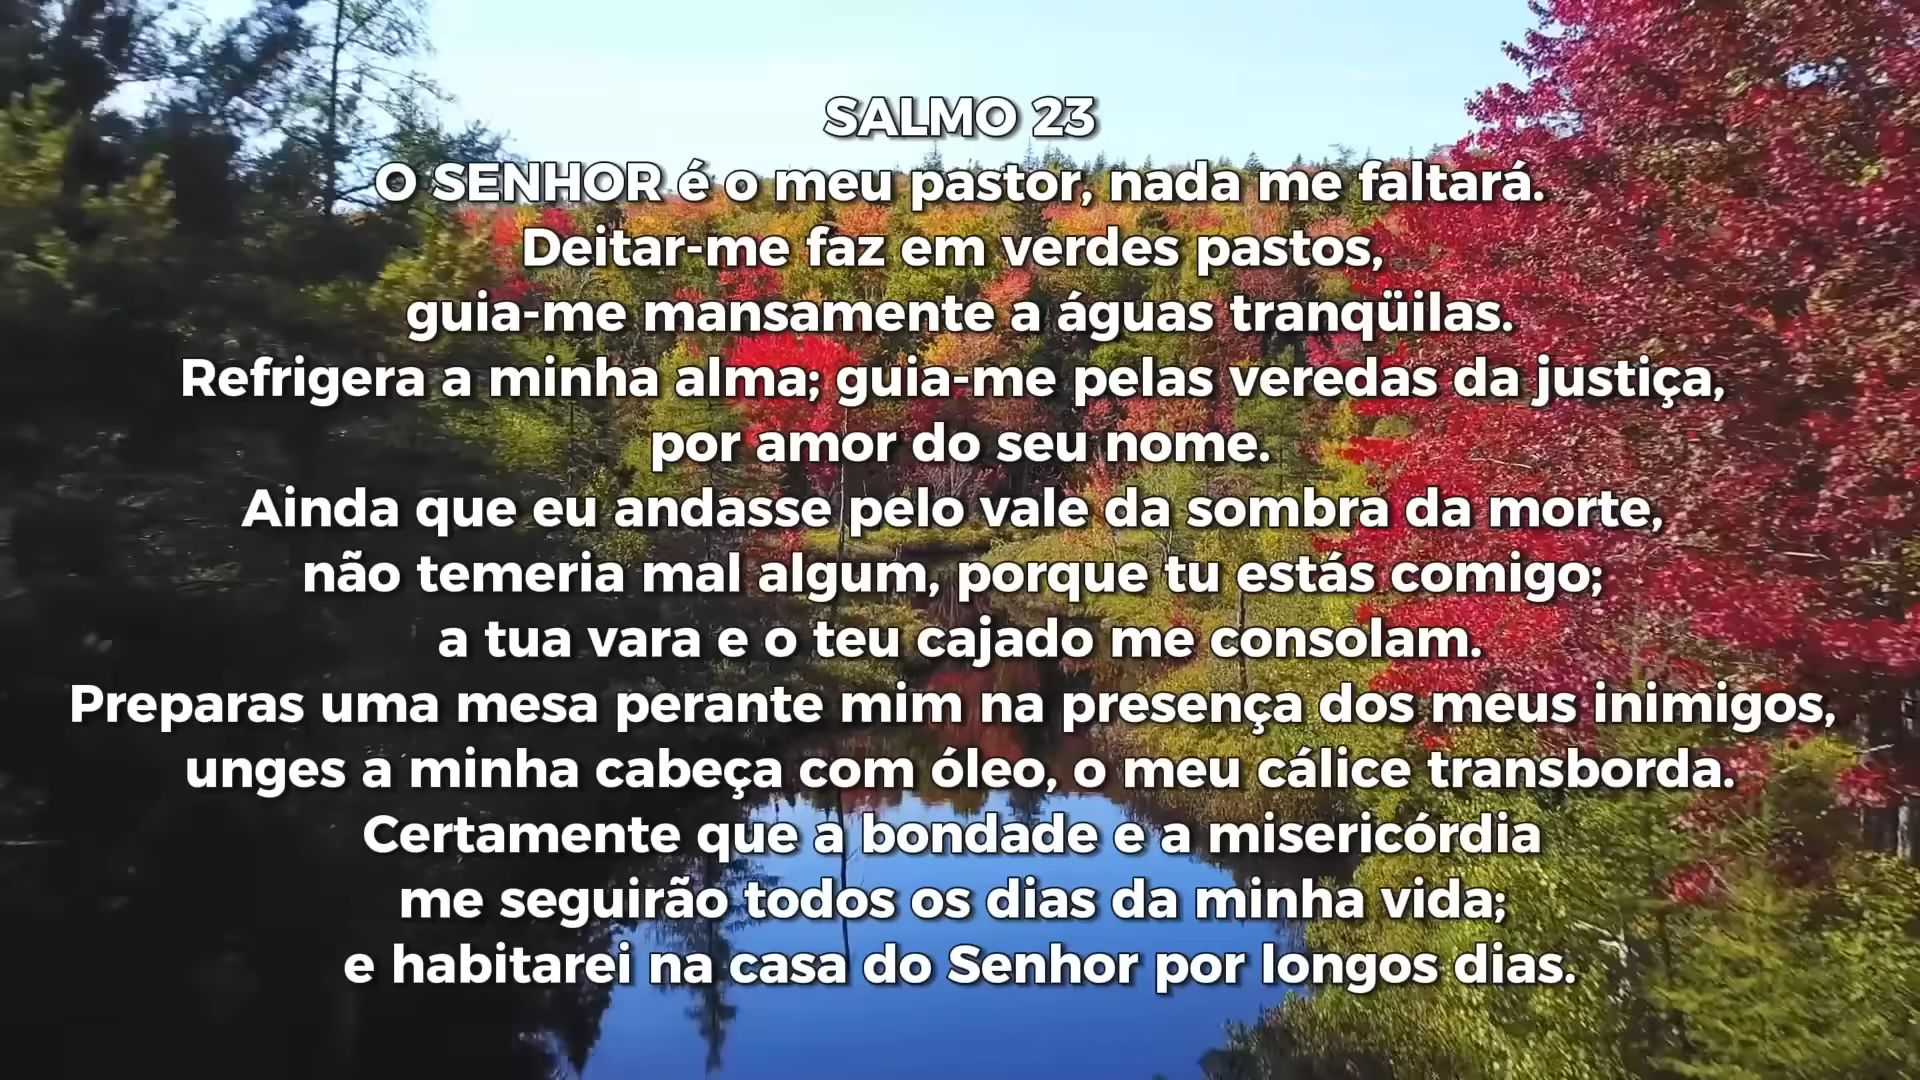 SALMO 23
O SENHOR é o meu pastor, nada me faltará.
Deitar-me faz em verdes pastos,
guia-me mansamente a águas tranqüilas.
Refrigera a minha alma; guia-me pelas veredas da justiça,
por amor do seu nome.
Ainda que eu andasse pelo vale da sombra da morte,
não temeria mal algum, porque tu estás comigo;
a tua vara e o teu cajado me consolam.
Preparas uma mesa perante mim na presença dos meus inimigos,
unges a minha cabeça com óleo, o meu cálice transborda.
Certamente que a bondade e a misericórdia
me seguirão todos os dias da minha vida;
e habitarei na casa do Senhor por longos dias.